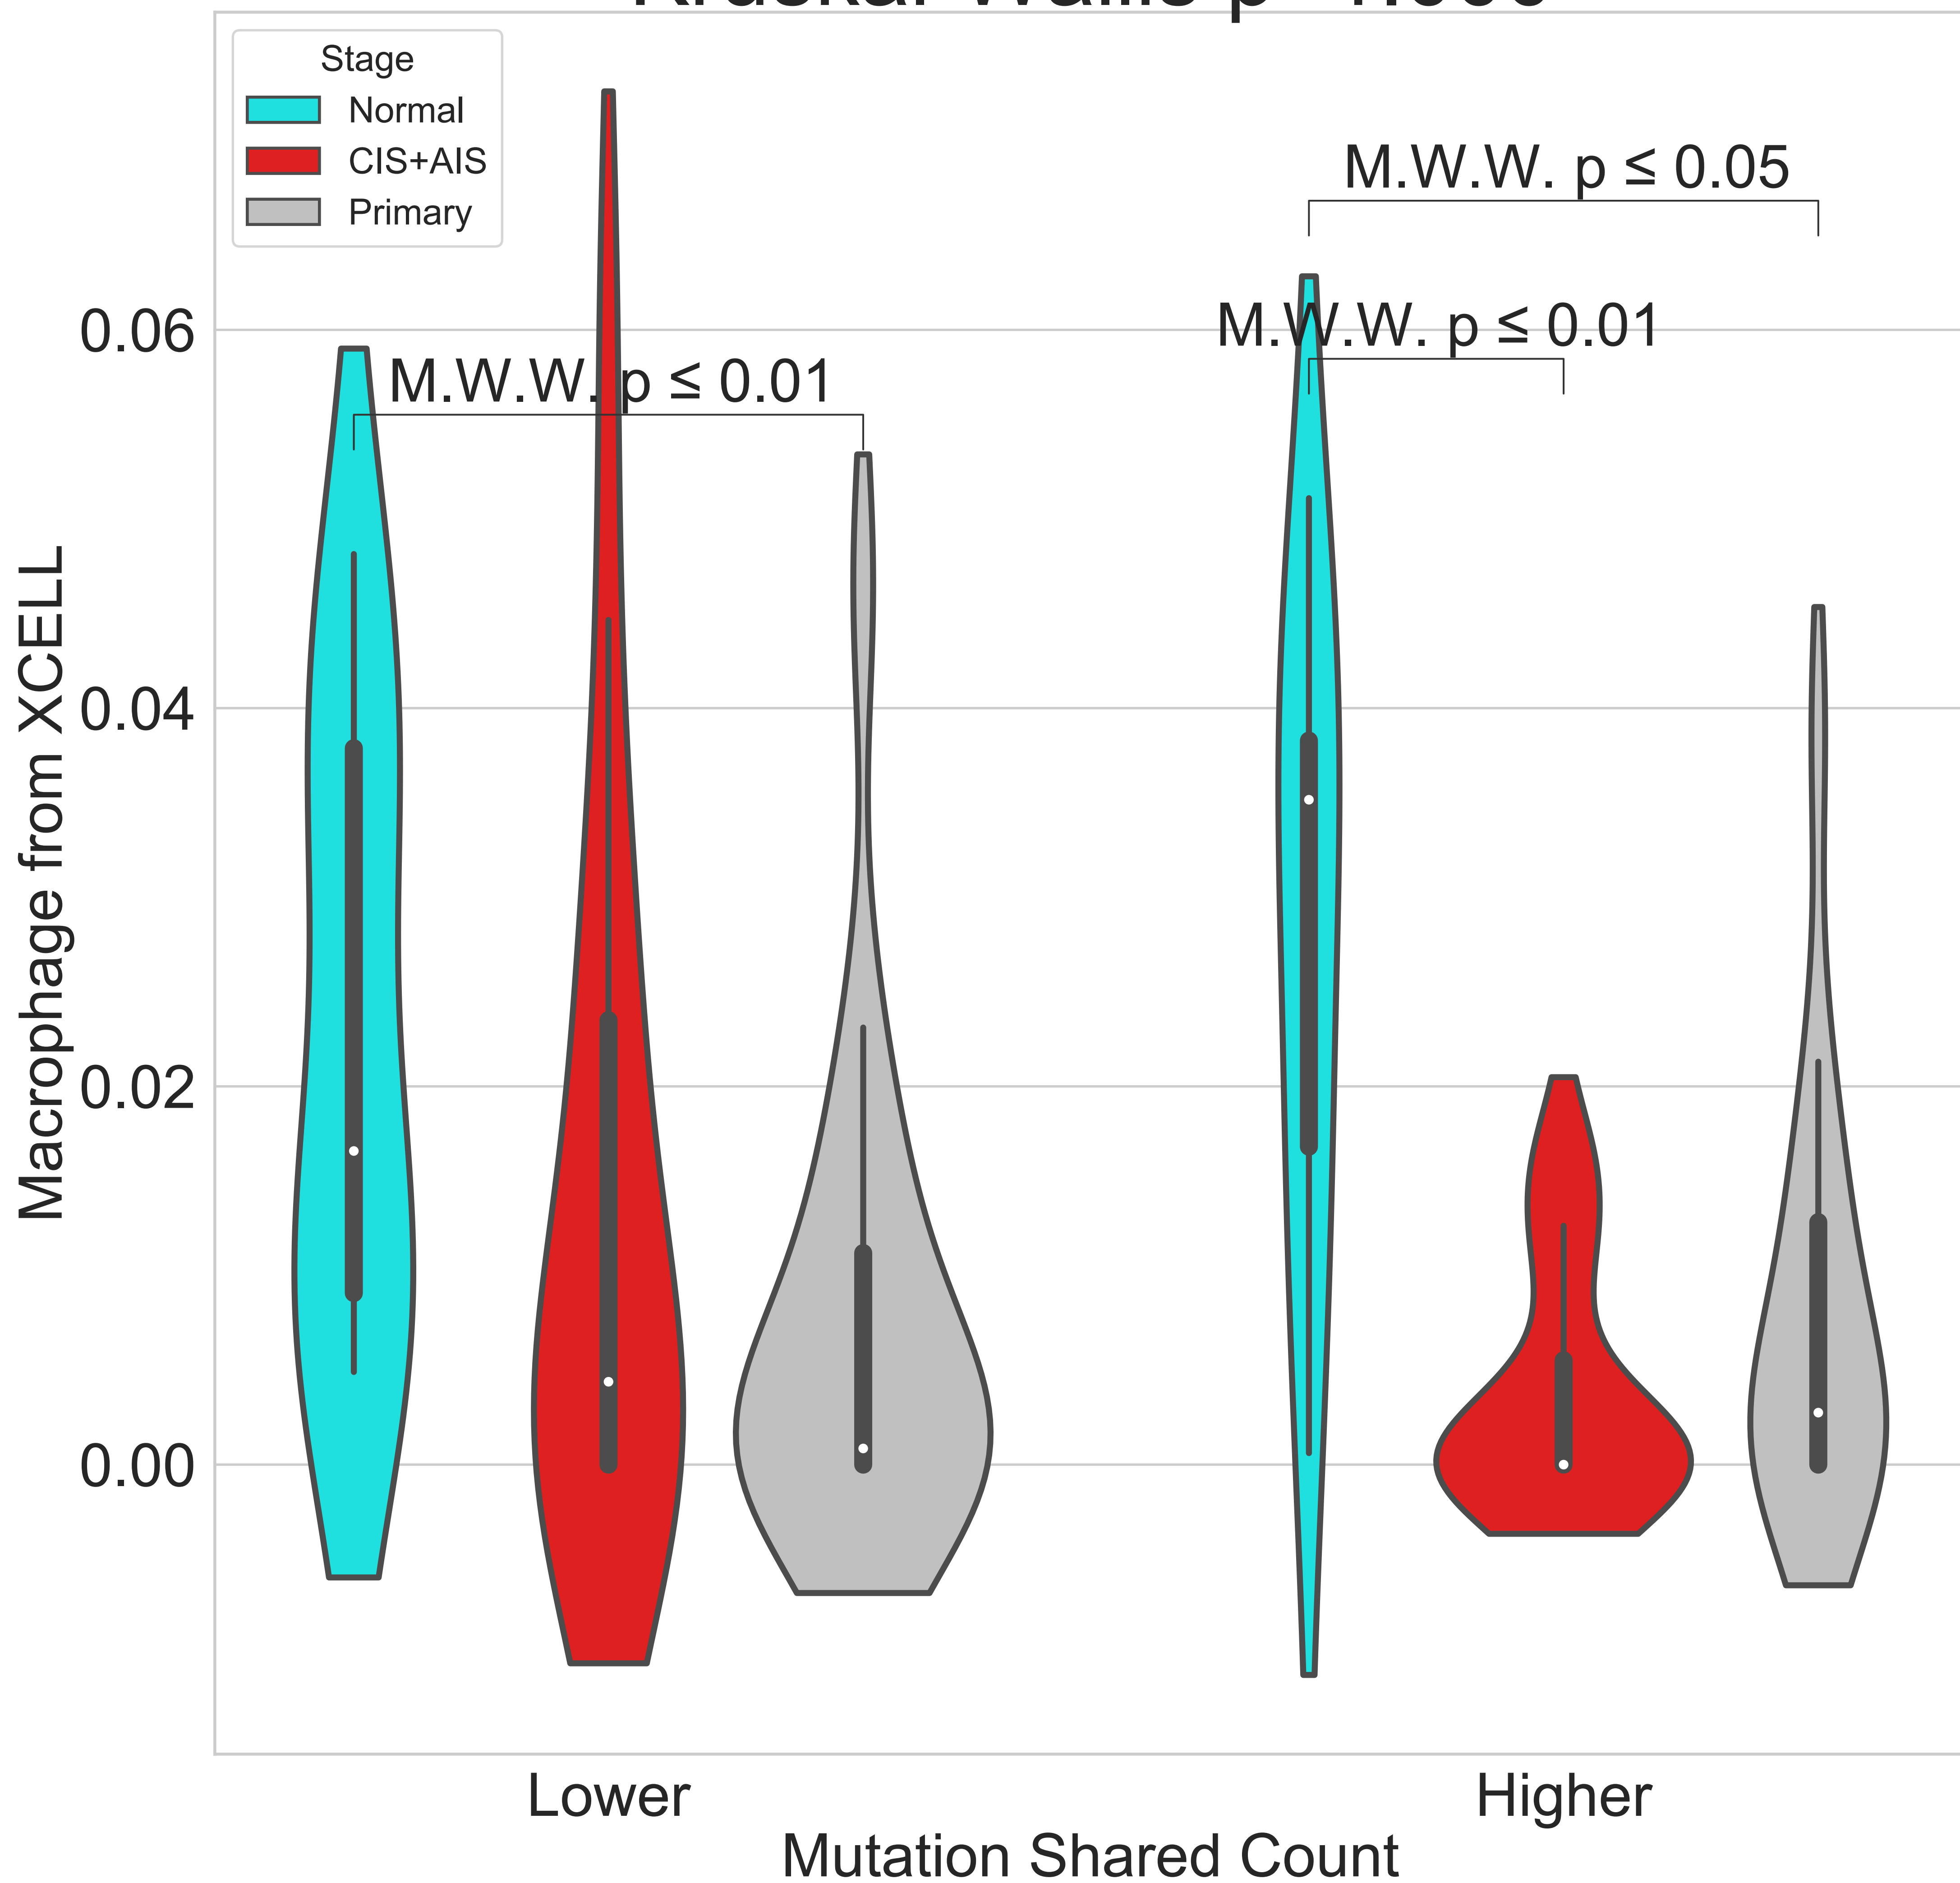 Stage
Normal
CIS+AIS
Primary
M.W.W. p ≤ 0.05
M.W.W. p ≤ 0.01
M.W.W. p ≤ 0.01
0.06
0.04
0.02
0.00
Macrophage from XCELL
Lower
Higher
Mutation Shared Count